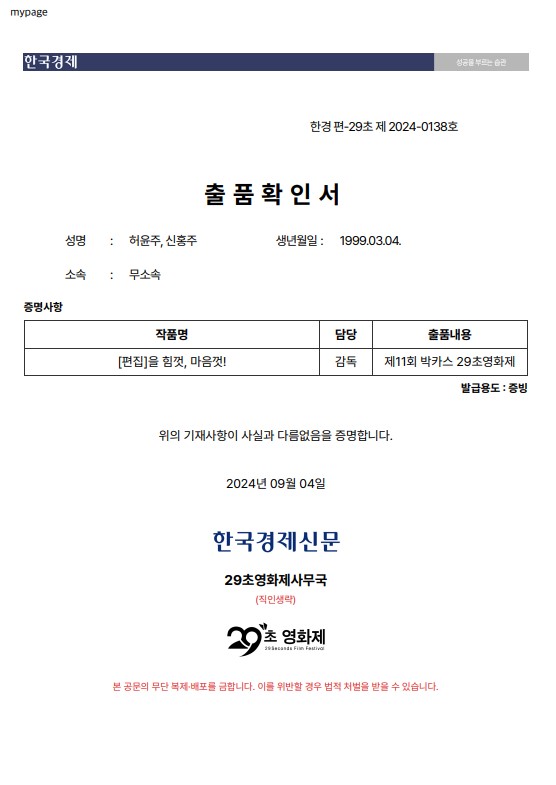 mypage
한국경제
성공을 부르는 습관
한경 편-29초 제 2024-0138호
출 품 확 인 서
성명 : 허윤주, 신홍주 생년월일 : 1999.03.04.
소속 : 무소속
증명사항
작품명 담당 출품내용
[편집]을 힘껏, 마음껏! 감독 제11회 박카스 29초영화제
발급용도 : 증빙
위의 기재사항이 사실과 다름없음을 증명합니다.
2024년 09월 04일
한국경제신문
29초영화제사무국
(직인생략)
29초 영화제
29Seconds Film Festival
본 공문의 무단 복제·배포를 금합니다. 이를 위반할 경우 법적 처벌을 받을 수 있습니다.